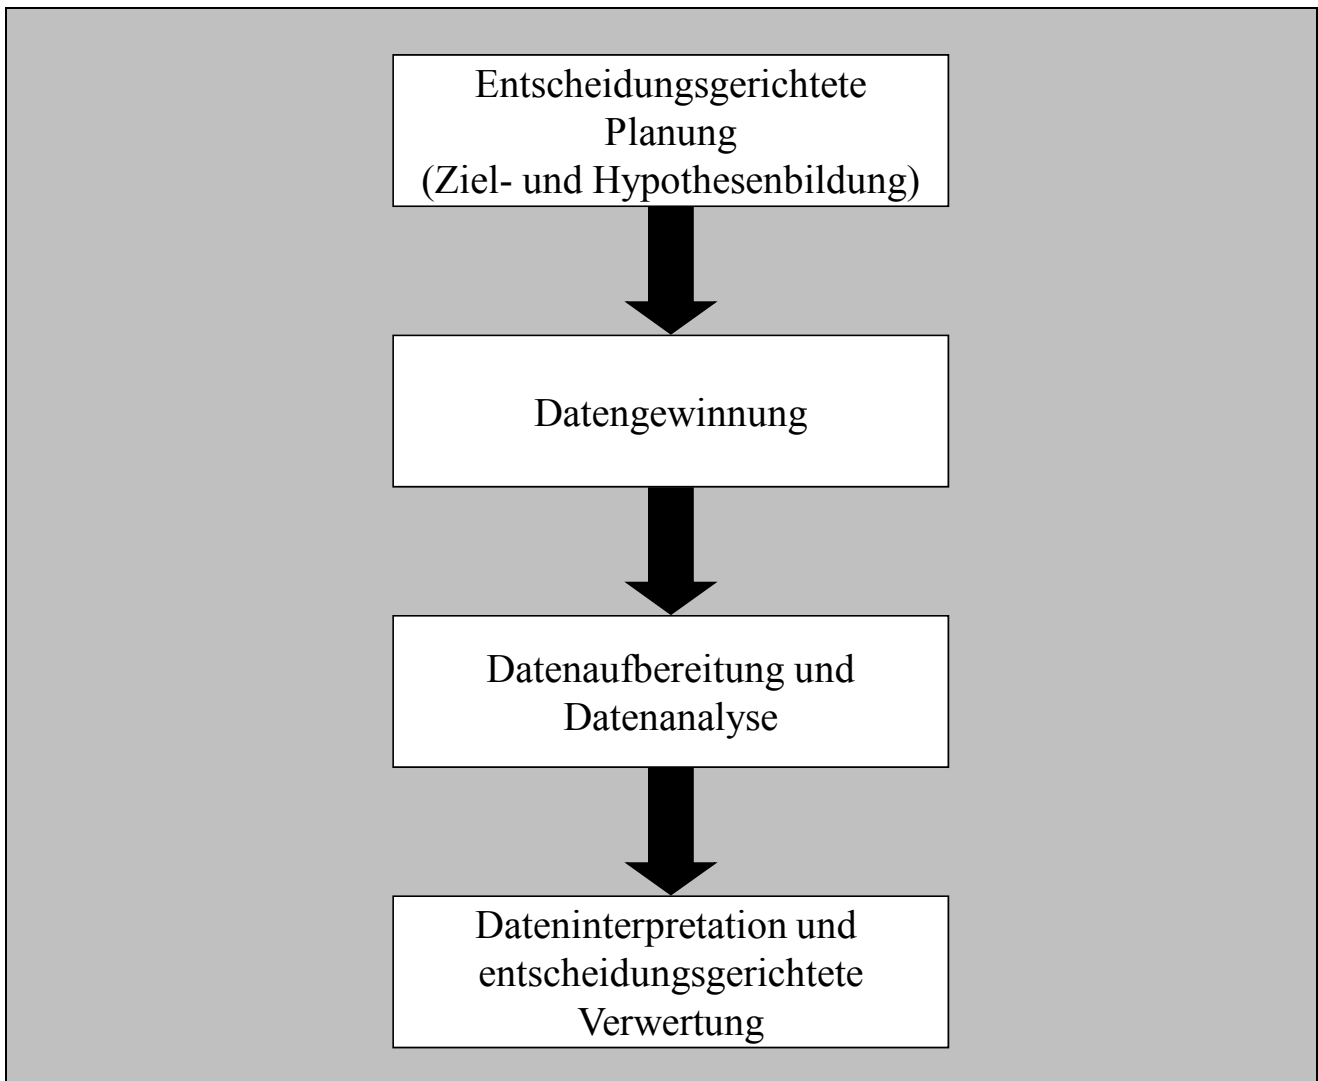 Entscheidungsgerichtete
Planung
(Ziel- und Hypothesenbildung)
Datengewinnung
Datenaufbereitung und
Datenanalyse
Dateninterpretation und
entscheidungsgerichtete
Verwertung